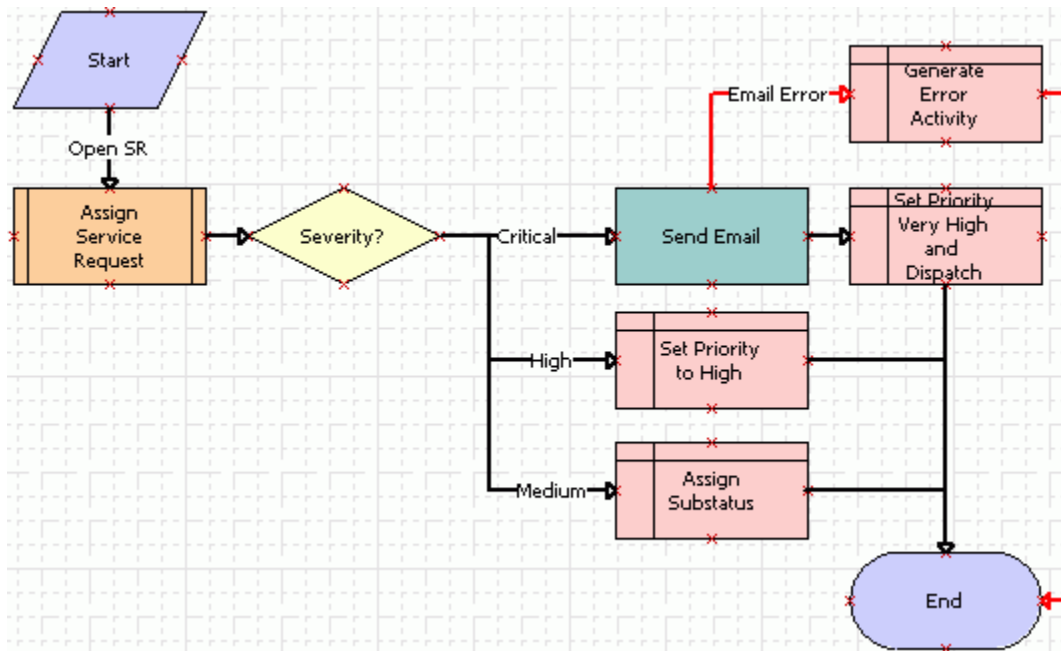 Start
Open SR
Assign
Service
Request
Severity?
Critical
Send Email
Email Error
Generate
Error
Activity
Set Priority
Very High
and
Dispatch
High
Set Priority
to High
Medium
Assign
Substatus
End